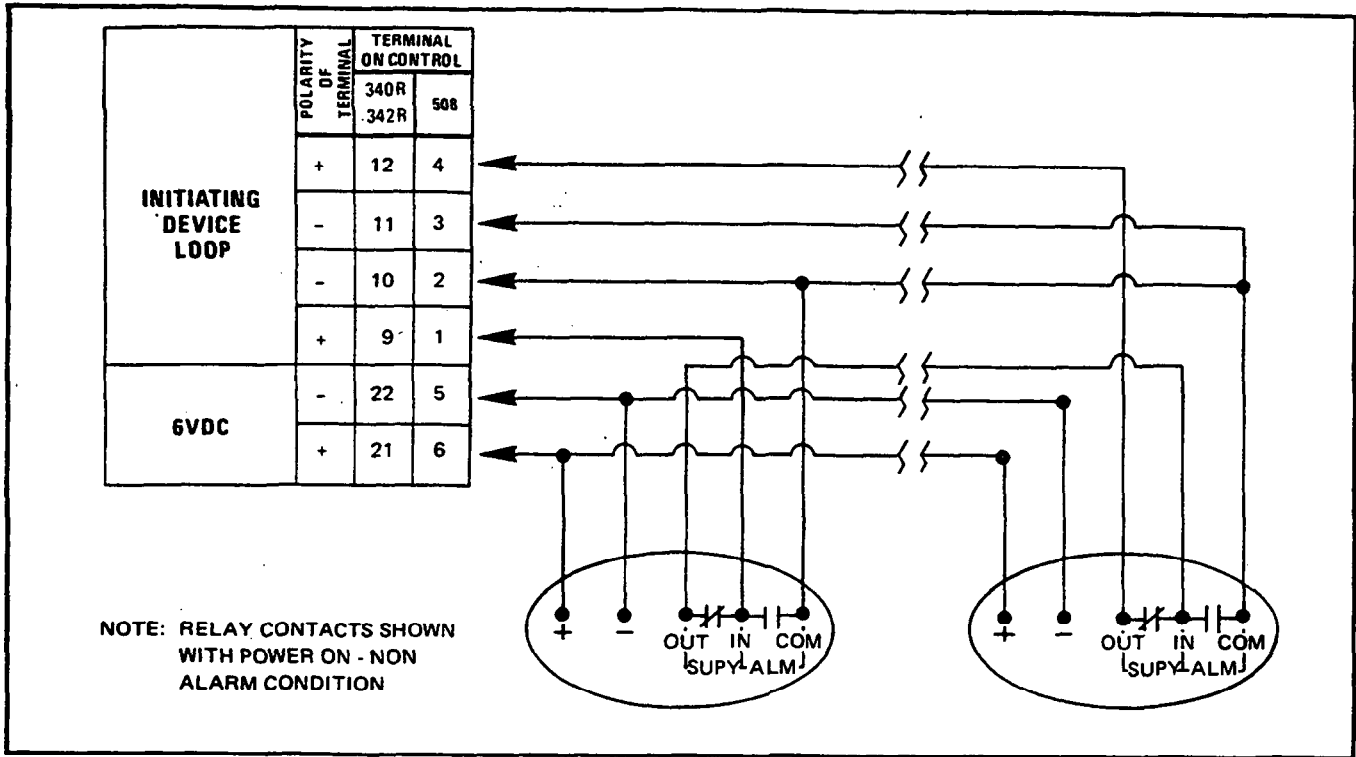 POLARITY OF TERMINAL
TERMINAL ON CONTROL
340R 342R
508
INITIATING DEVICE LOOP
+ 12 4
- 11 3
- 10 2
+ 9 1
6VDC
- 22 5
+ 21 6
NOTE: RELAY CONTACTS SHOWN
WITH POWER ON - NON
ALARM CONDITION
+ - OUT IN COM
SUPY ALM
+ - OUT IN COM
SUPY ALM